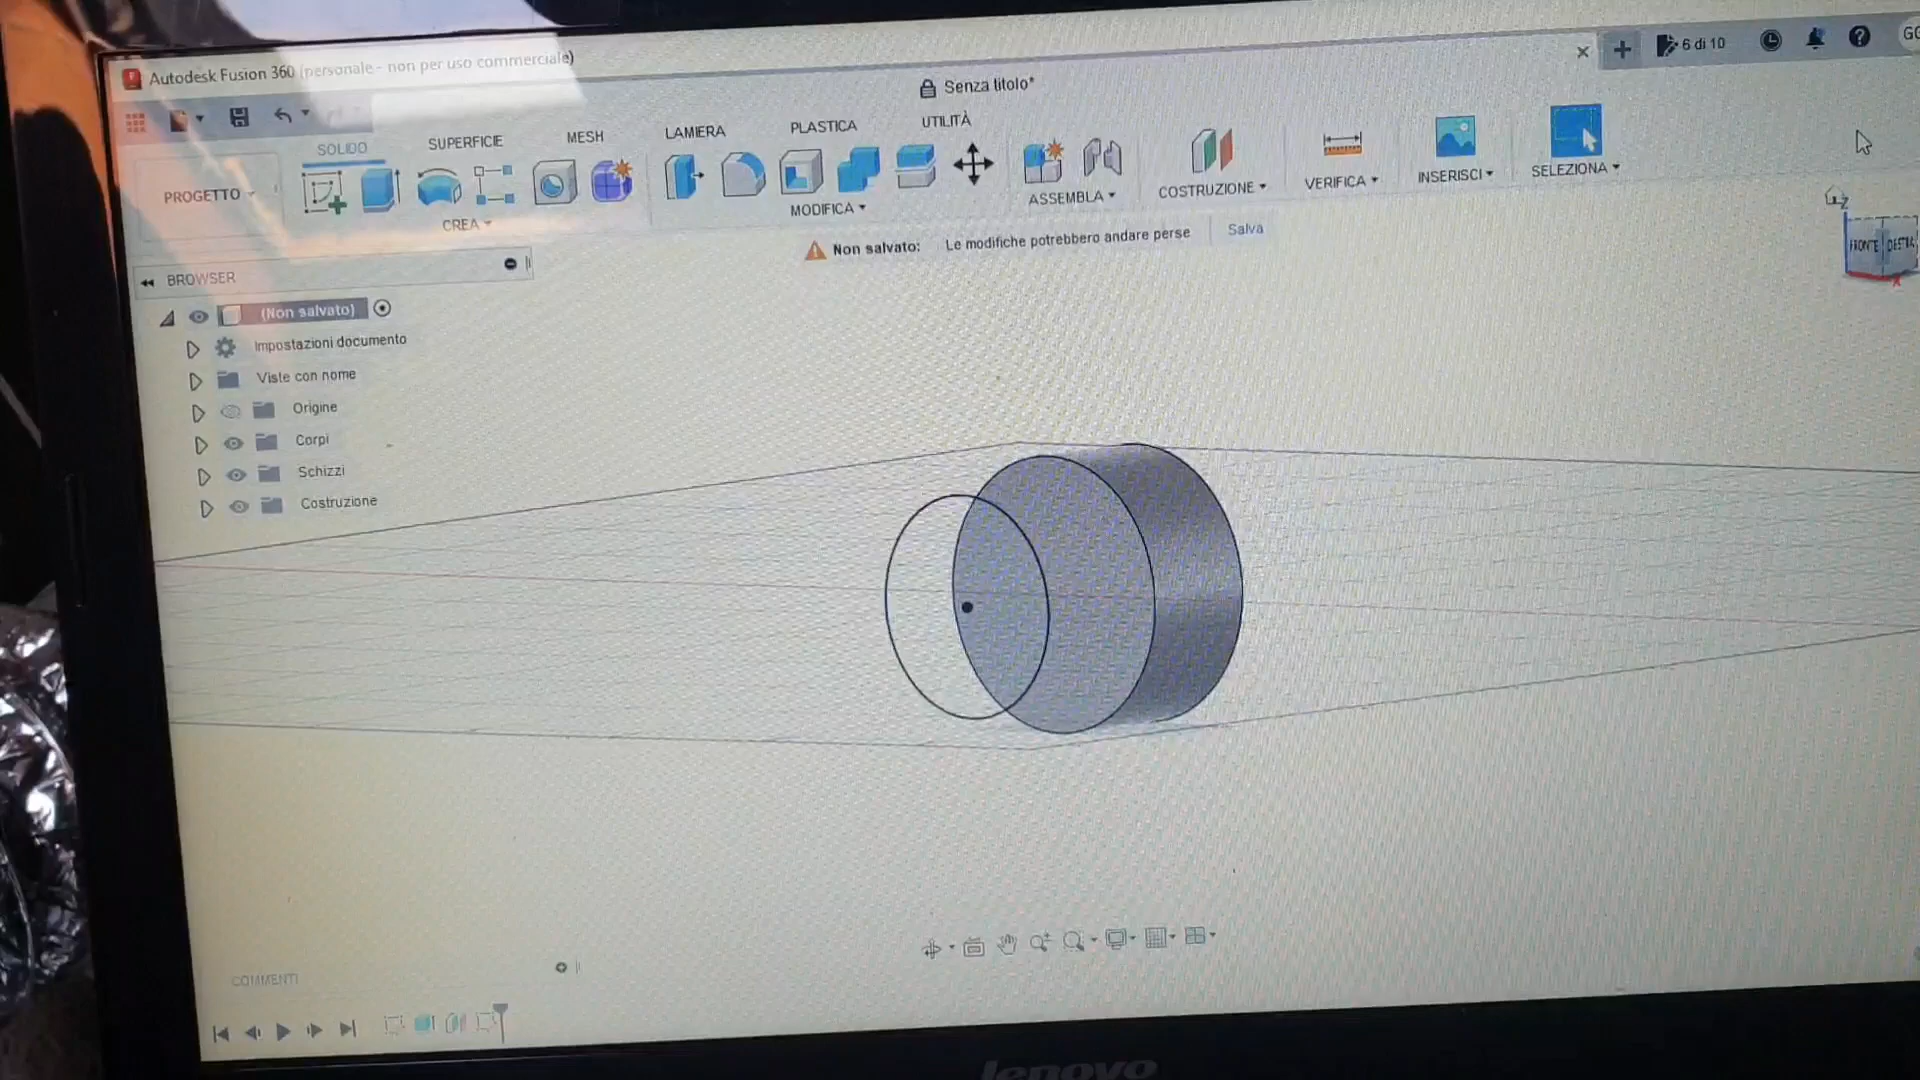 Autodesk Fusion 360 (personale - non per uso commerciale)
Senza titolo*
6 di 10
SOLIDO
SUPERFICIE
MESH
LAMIERA
PLASTICA
UTILITÀ
PROGETTO
CREA
MODIFICA
ASSEMBLA
COSTRUZIONE
VERIFICA
INSERISCI
SELEZIONA
Non salvato: Le modifiche potrebbero andare perse Salva
Z
FRONTE
DESTRA
X
BROWSER
(Non salvato)
Impostazioni documento
Viste con nome
Origine
Corpi
Schizzi
Costruzione
COMMENTI
lenovo